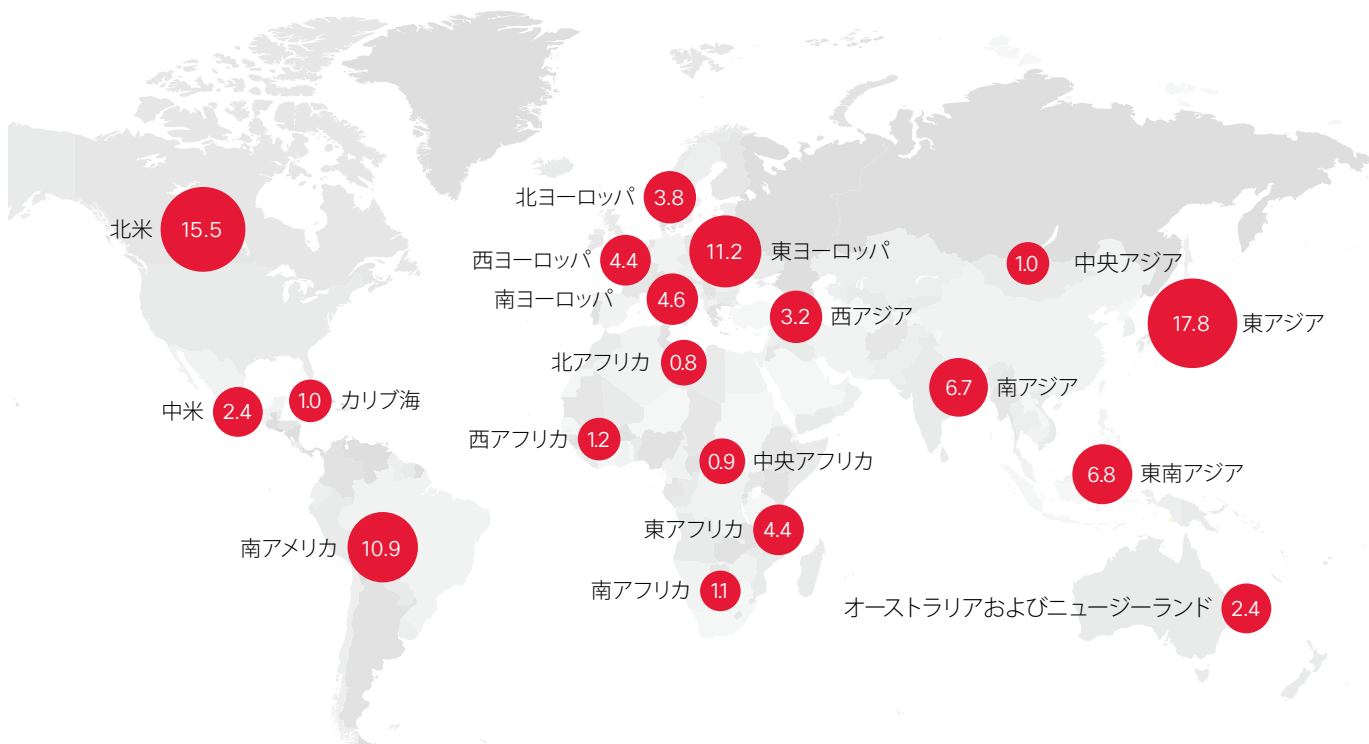 北ヨーロッパ 3.8
北米 15.5
東ヨーロッパ 11.2
西ヨーロッパ 4.4
中央アジア 1.0
南ヨーロッパ 4.6
西アジア 3.2
東アジア 17.8
北アフリカ 0.8
南アジア 6.7
カリブ海 1.0
中米 2.4
西アフリカ 1.2
中央アフリカ 0.9
東南アジア 6.8
東アフリカ 4.4
南アメリカ 10.9
南アフリカ 1.1
オーストラリアおよびニュージーランド 2.4